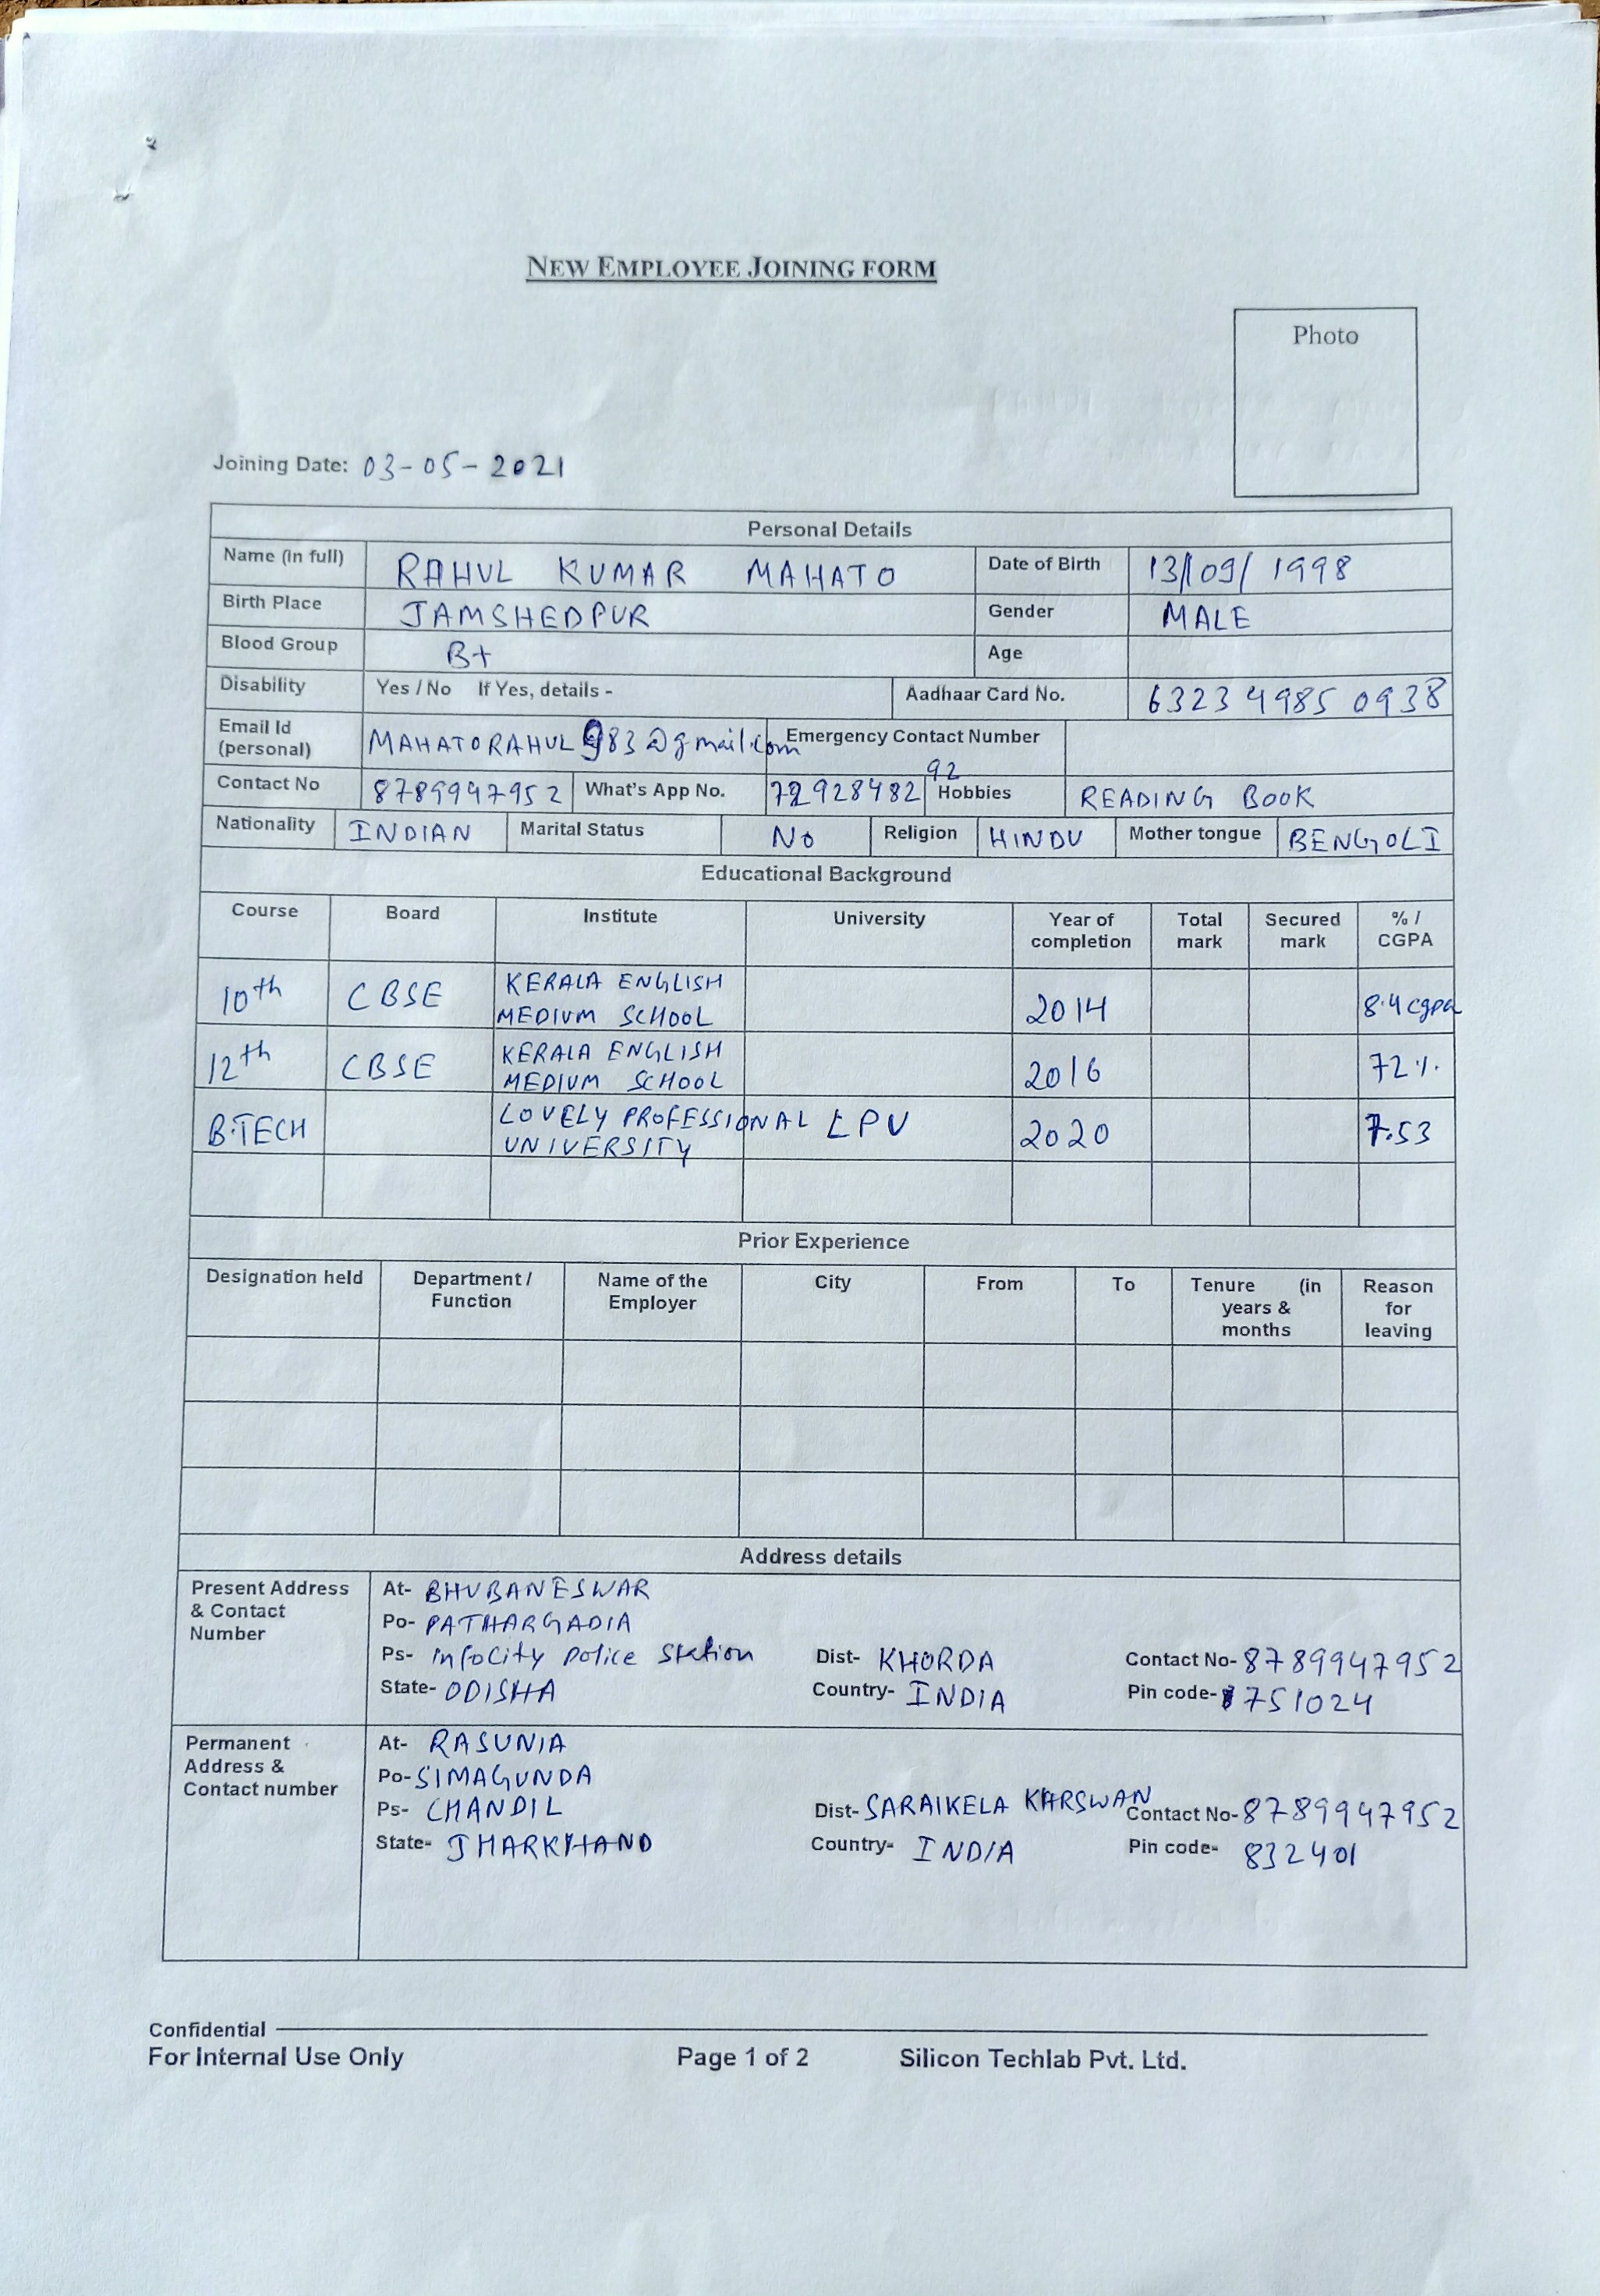 NEW EMPLOYEE JOINING FORM
Photo
Joining Date: 03-05-2021
Personal Details
Name (in full) RAHUL KUMAR MAHATO Date of Birth 13/09/1998
Birth Place JAMSHEDPUR Gender MALE
Blood Group B+ Age
Disability Yes / No If Yes, details - Aadhaar Card No. 6323 4985 0938
Email Id (personal) MAHATORAHUL983@gmail.com Emergency Contact Number
Contact No 8789947952 What's App No. 7292848292 Hobbies READING BOOK
Nationality INDIAN Marital Status NO Religion HINDU Mother tongue BENGOLI
Educational Background
Course Board Institute University Year of completion Total mark Secured mark % / CGPA
10th CBSE KERALA ENGLISH MEDIUM SCHOOL 2014 8.4 cgpa
12th CBSE KERALA ENGLISH MEDIUM SCHOOL 2016 72%
B.TECH LOVELY PROFESSIONAL UNIVERSITY LPU 2020 7.53
Prior Experience
Designation held Department / Function Name of the Employer City From To Tenure (in years & months Reason for leaving
Address details
Present Address & Contact Number
At- BHUBANESWAR
Po- PATHARGADIA
Ps- infocity police station Dist- KHORDA Contact No- 8789947952
State- ODISHA Country- INDIA Pin code- 751024
Permanent Address & Contact number
At- RASUNIA
Po- SIMAGUNDA
Ps- CHANDIL Dist- SARAIKELA KHARSWAN Contact No- 8789947952
State- JHARKHAND Country- INDIA Pin code- 832401
Confidential
For Internal Use Only Page 1 of 2 Silicon Techlab Pvt. Ltd.